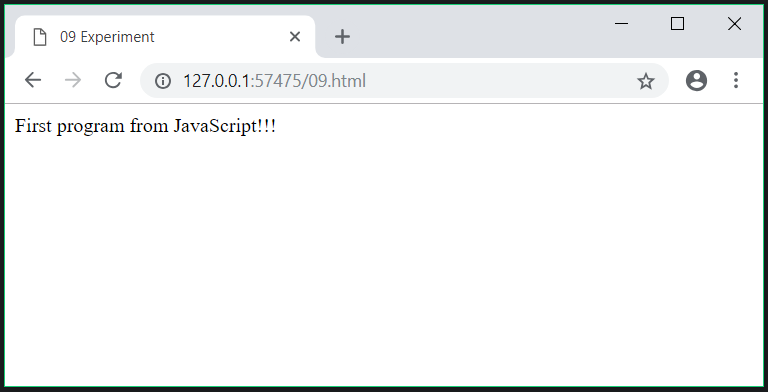 09 Experiment
127.0.0.1:57475/09.html
First program from JavaScript!!!